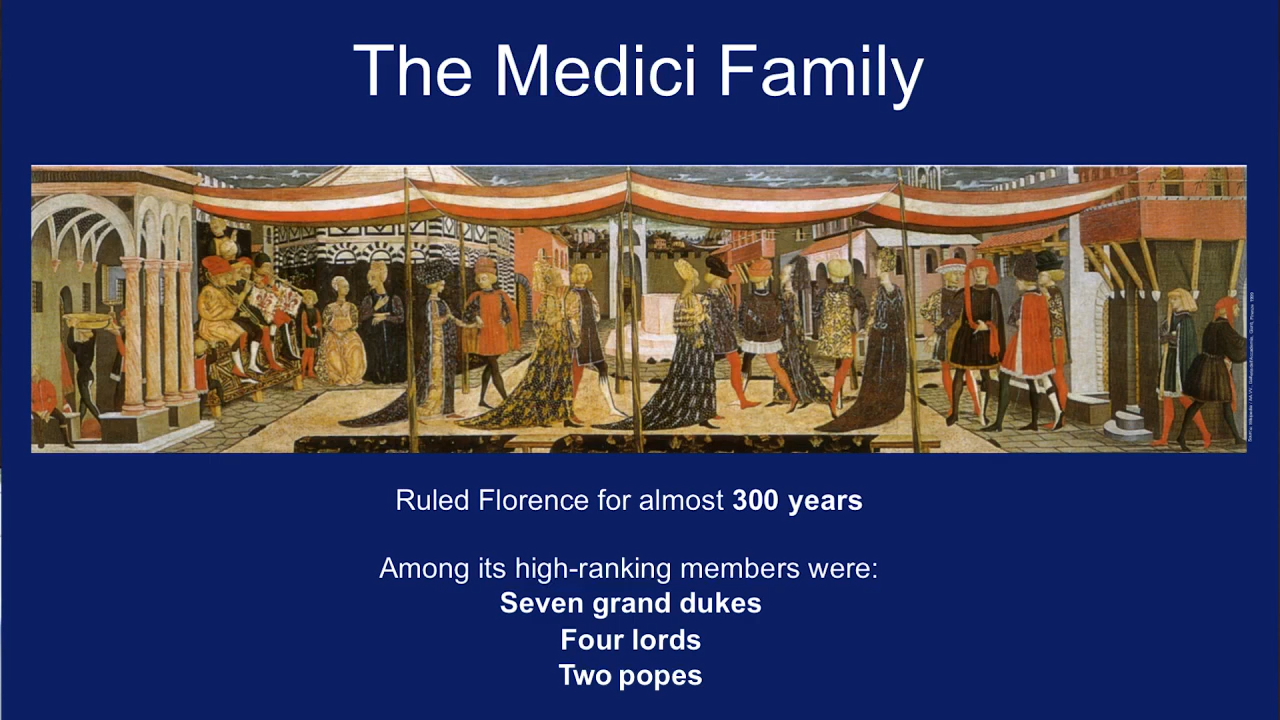 The Medici Family
Ruled Florence for almost 300 years
Among its high-ranking members were:
Seven grand dukes
Four lords
Two popes